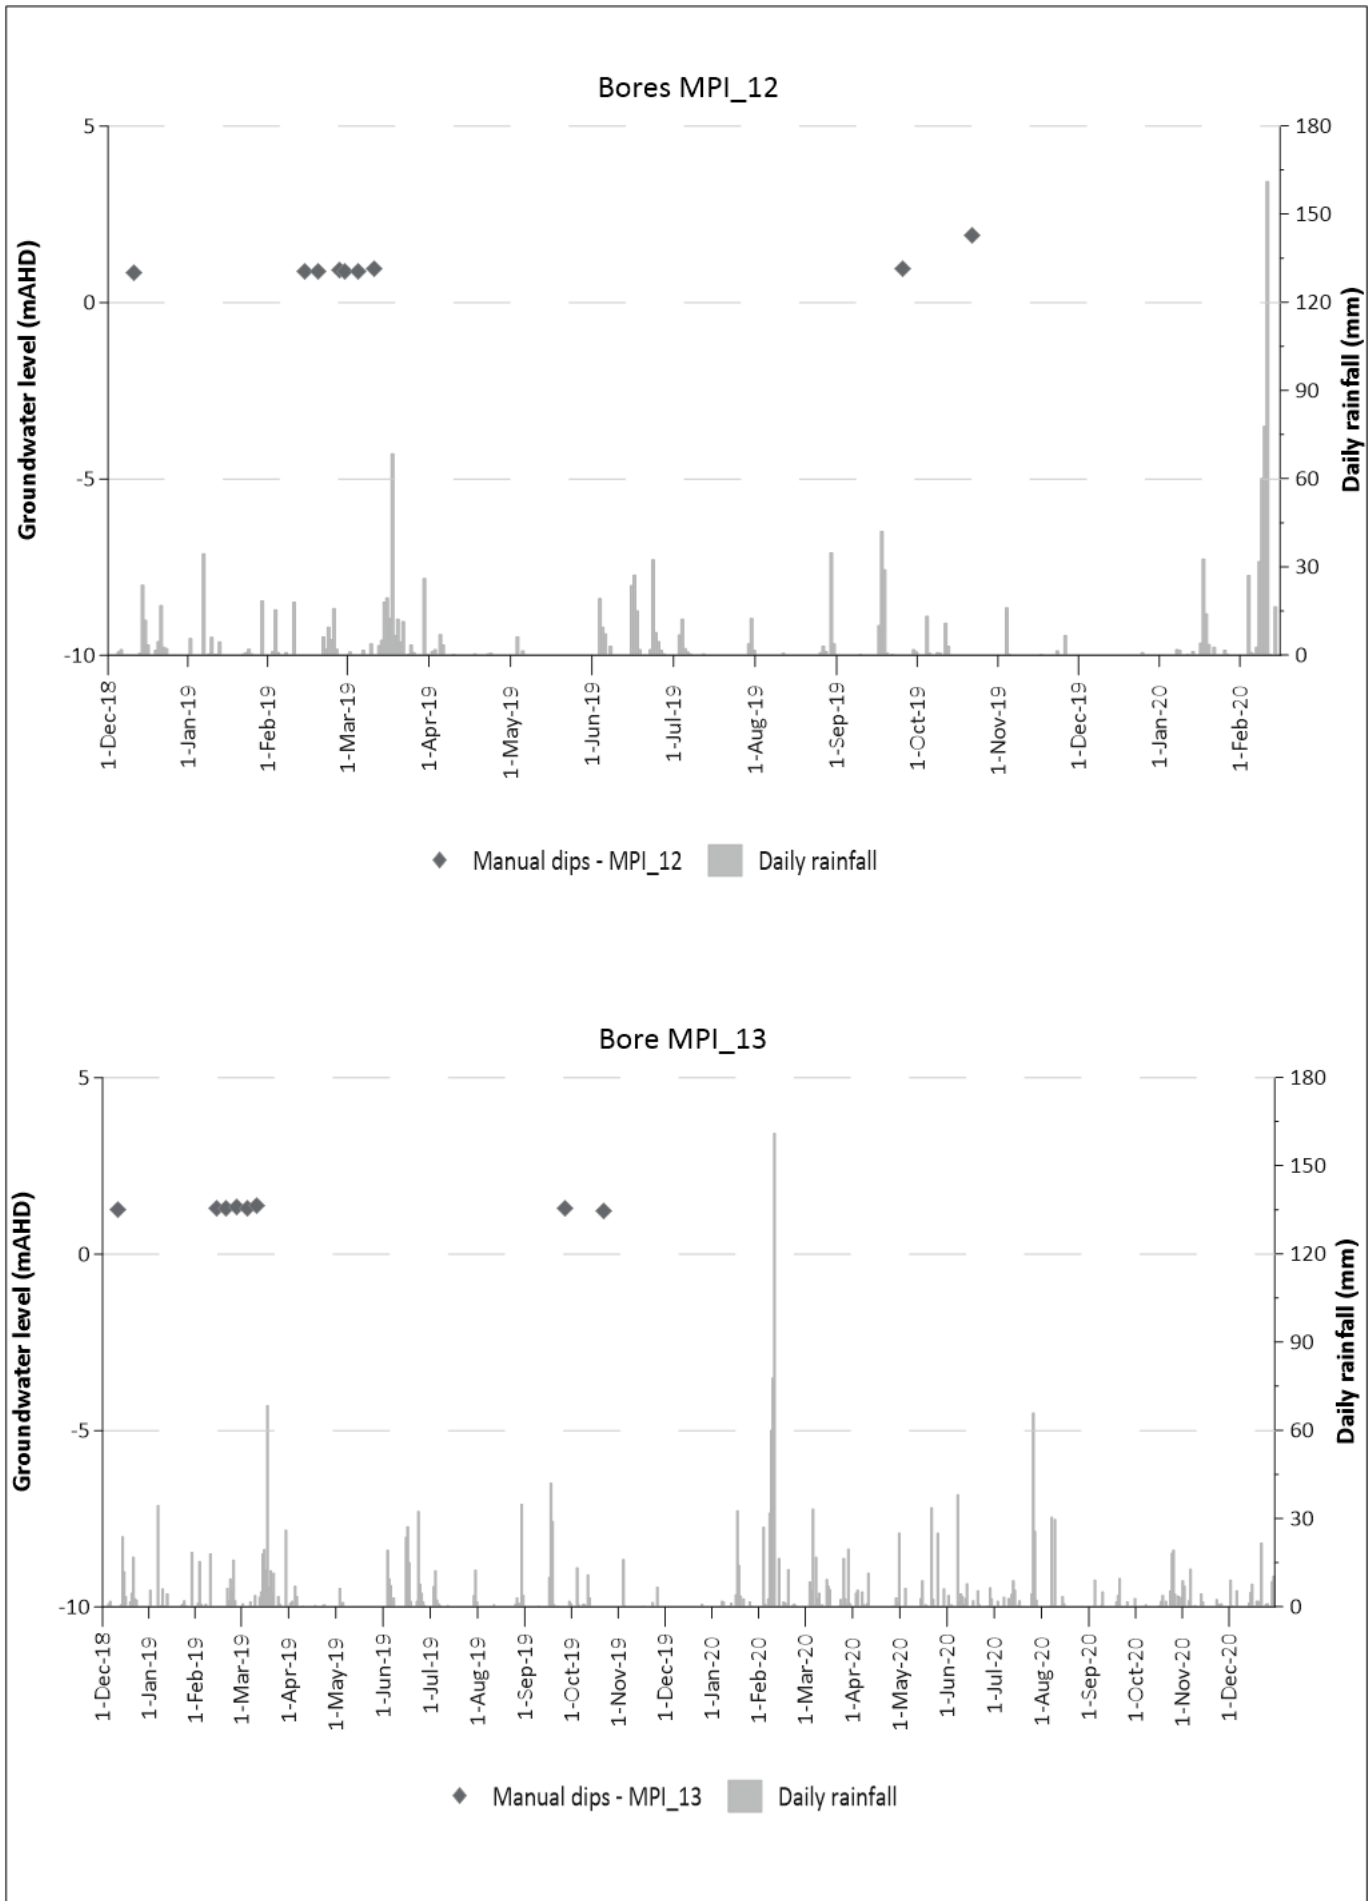 Bores MPI_12
5
0
-5
-10
Groundwater level (mAHD)
180
150
120
90
60
30
0
Daily rainfall (mm)
1-Dec-18
1-Jan-19
1-Feb-19
1-Mar-19
1-Apr-19
1-May-19
1-Jun-19
1-Jul-19
1-Aug-19
1-Sep-19
1-Oct-19
1-Nov-19
1-Dec-19
1-Jan-20
1-Feb-20
Manual dips - MPI_12 Daily rainfall
Bore MPI_13
5
0
-5
-10
Groundwater level (mAHD)
180
150
120
90
60
30
0
Daily rainfall (mm)
1-Dec-18
1-Jan-19
1-Feb-19
1-Mar-19
1-Apr-19
1-May-19
1-Jun-19
1-Jul-19
1-Aug-19
1-Sep-19
1-Oct-19
1-Nov-19
1-Dec-19
1-Jan-20
1-Feb-20
1-Mar-20
1-Apr-20
1-May-20
1-Jun-20
1-Jul-20
1-Aug-20
1-Sep-20
1-Oct-20
1-Nov-20
1-Dec-20
Manual dips - MPI_13 Daily rainfall